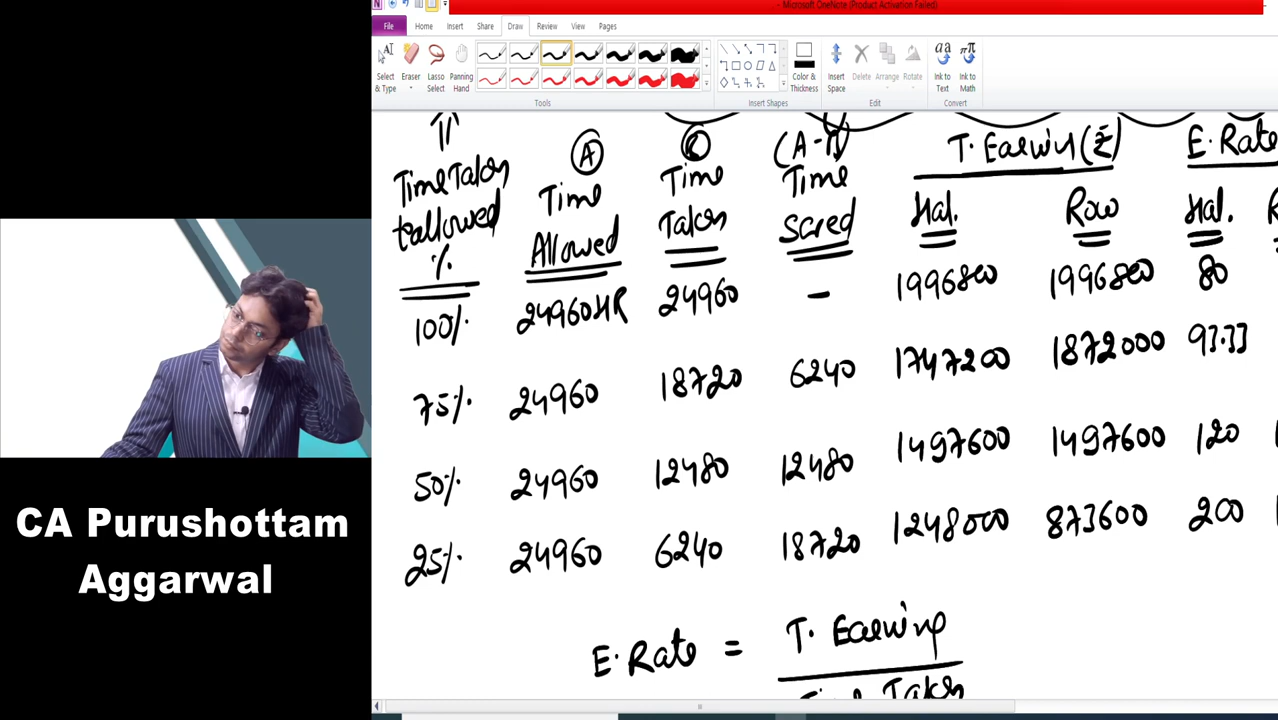 - Microsoft OneNote (Product Activation Failed)
File Home Insert Share Draw Review View Pages
Select & Type
Eraser
Lasso Select
Panning Hand
Color & Thickness
Insert Space
Delete
Arrange
Rotate
Ink to Text
Ink to Math
Tools
Insert Shapes
Edit
Convert
Time Taken
tallowed
%
A
Time
Allowed
Time
Taken
Time
Saved
T. Earning (₹)
Hal. Row
E. Rate
Hal.
100% 24960HR 24960 - 1996800 1996800 80
75% 24960 18720 6240 1747200 1872000 93.33
50% 24960 12480 12480 1497600 1497600 120
25% 24960 6240 18720 1248000 873600 200
E. Rate = T. Earning
Time Taken
CA Purushottam
Aggarwal